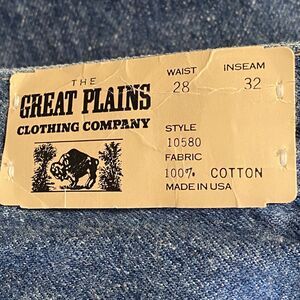 THE
GREAT PLAINS
CLOTHING COMPANY
WAIST INSEAM
28 32
STYLE
10580
FABRIC
100% COTTON
MADE IN USA